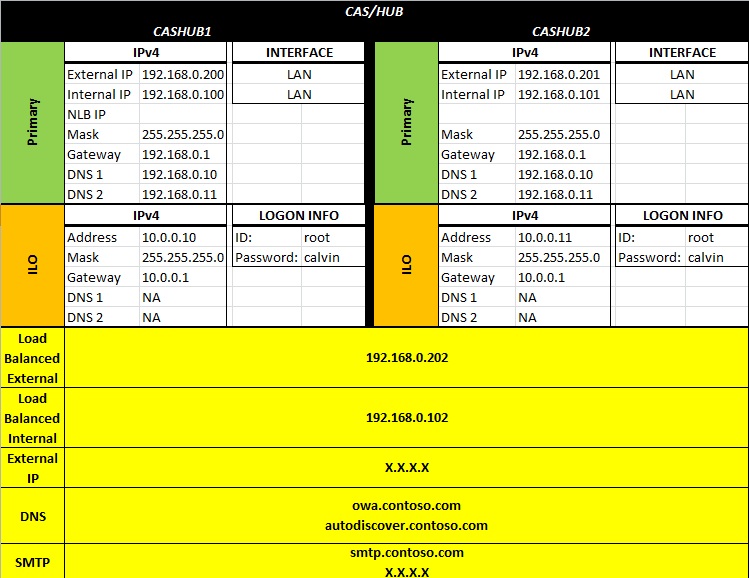 CAS/HUB
CASHUB1 CASHUB2
IPv4 INTERFACE IPv4 INTERFACE
Primary External IP 192.168.0.200 LAN Primary External IP 192.168.0.201 LAN
Internal IP 192.168.0.100 LAN Internal IP 192.168.0.101 LAN
NLB IP
Mask 255.255.255.0 Mask 255.255.255.0
Gateway 192.168.0.1 Gateway 192.168.0.1
DNS 1 192.168.0.10 DNS 1 192.168.0.10
DNS 2 192.168.0.11 DNS 2 192.168.0.11
IPv4 LOGON INFO IPv4 LOGON INFO
ILO Address 10.0.0.10 ID: root ILO Address 10.0.0.11 ID: root
Mask 255.255.255.0 Password: calvin Mask 255.255.255.0 Password: calvin
Gateway 10.0.0.1 Gateway 10.0.0.1
DNS 1 NA DNS 1 NA
DNS 2 NA DNS 2 NA
Load
Balanced
External
192.168.0.202
Load
Balanced
Internal
192.168.0.102
External
IP
X.X.X.X
DNS
owa.contoso.com
autodiscover.contoso.com
SMTP
smtp.contoso.com
X.X.X.X